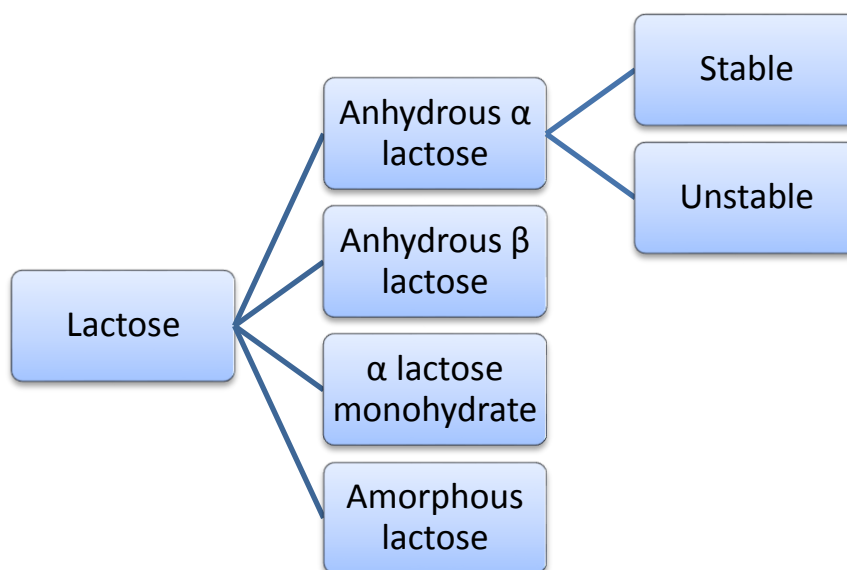 Lactose
Anhydrous α
lactose
Stable
Unstable
Anhydrous β
lactose
α lactose
monohydrate
Amorphous
lactose